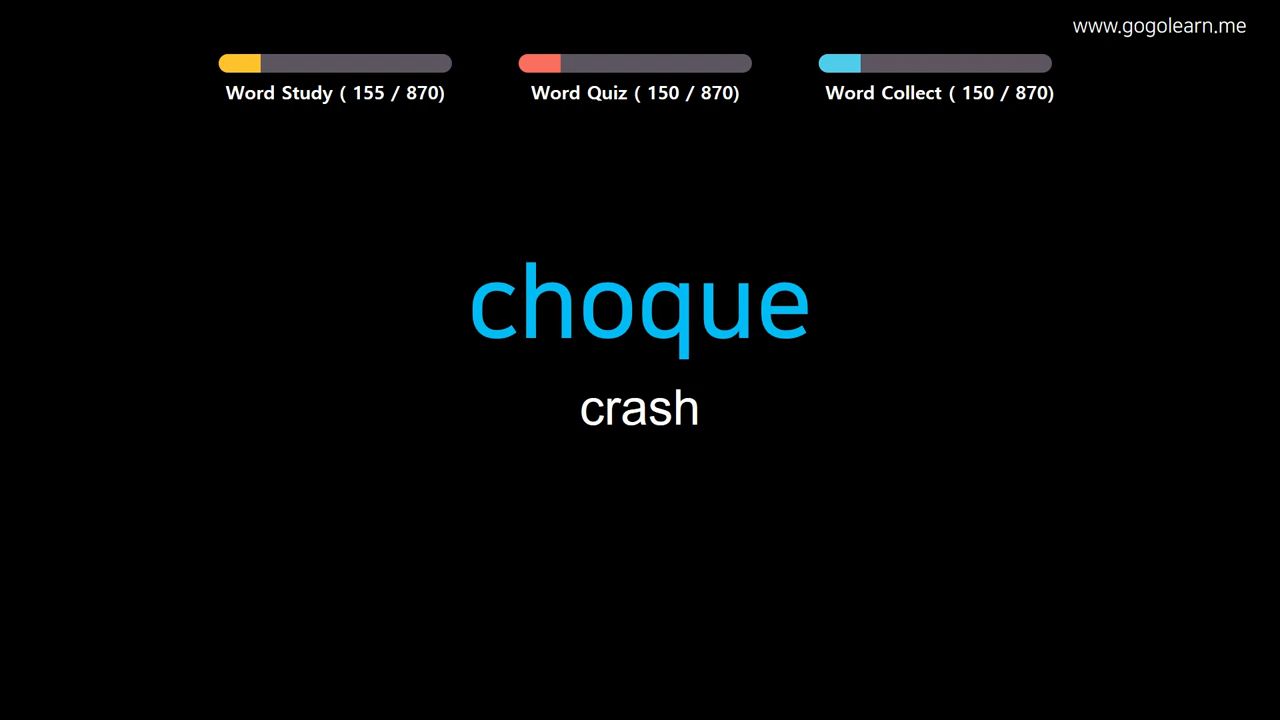 www.gogolearn.me
Word Study ( 155 / 870)
Word Quiz ( 150 / 870)
Word Collect ( 150 / 870)
choque
crash